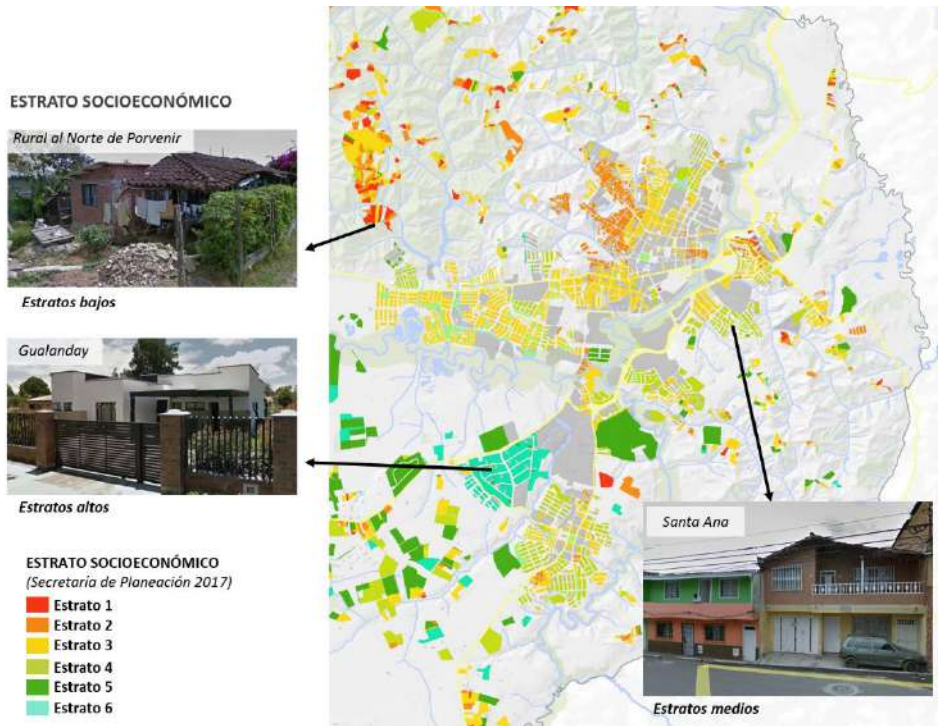 ESTRATO SOCIOECONÓMICO
Rural al Norte de Porvenir
Estratos bajos
Gualanday
Estratos altos
ESTRATO SOCIOECONÓMICO
(Secretaría de Planeación 2017)
Estrato 1
Estrato 2
Estrato 3
Estrato 4
Estrato 5
Estrato 6
Santa Ana
Estratos medios